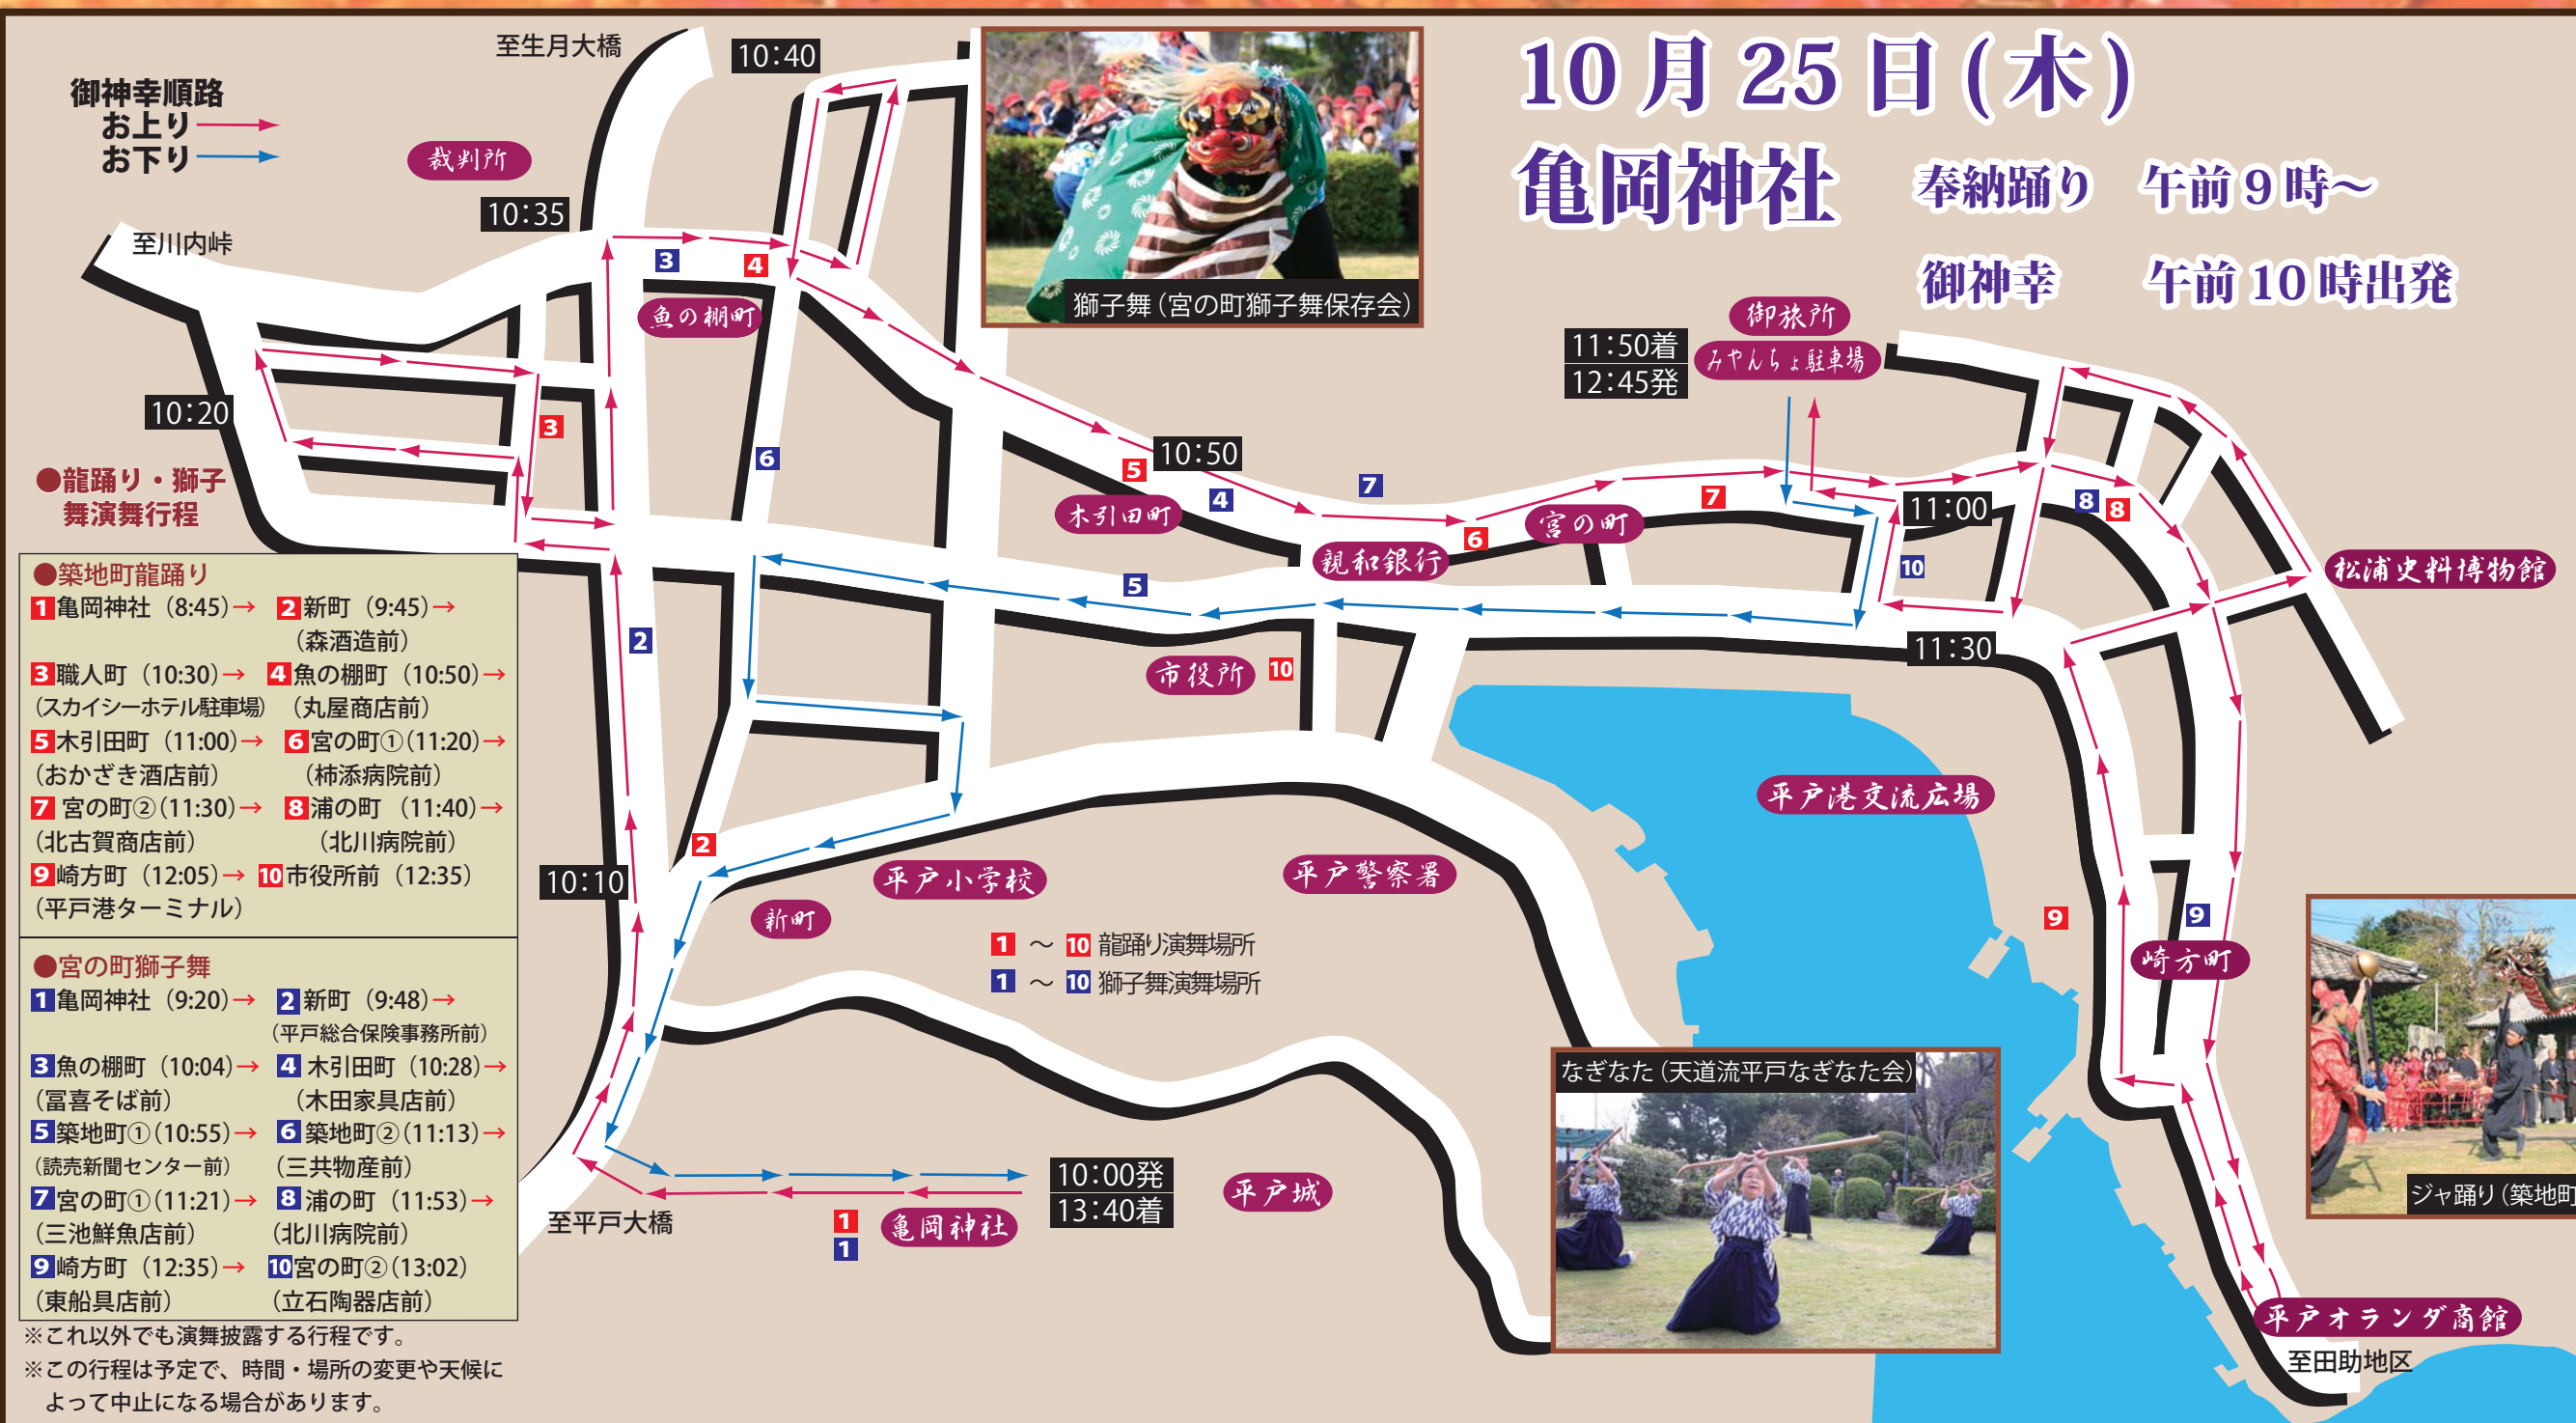 10月25日(木)
亀岡神社
奉納踊り 午前9時～
御神幸 午前10時出発
御神幸順路
お上り
お下り
至生月大橋
10:40
裁判所
10:35
至川内峠
3
4
魚の棚町
獅子舞（宮の町獅子舞保存会）
御旅所
みやんちょ駐車場
11:50着
12:45発
10:20
3
6
5
10:50
4
木引田町
7
6
宮の町
7
親和銀行
11:00
10
8
8
松浦史料博物館
5
2
市役所
10
11:30
平戸港交流広場
2
10:10
平戸小学校
新町
平戸警察署
9
9
崎方町
1 ～ 10 龍踊り演舞場所
1 ～ 10 獅子舞演舞場所
なぎなた（天道流平戸なぎなた会）
ジャ踊り（築地町
10:00発
13:40着
平戸城
至平戸大橋
1
1
亀岡神社
平戸オランダ商館
至田助地区
●龍踊り・獅子
舞演舞行程
●築地町龍踊り
1亀岡神社（8:45）→ 2新町（9:45）→
（森酒造前）
3職人町（10:30）→ 4魚の棚町（10:50）→
（スカイシーホテル駐車場） （丸屋商店前）
5木引田町（11:00）→ 6宮の町①（11:20）→
（おかざき酒店前） （柿添病院前）
7宮の町②（11:30）→ 8浦の町（11:40）→
（北古賀商店前） （北川病院前）
9崎方町（12:05）→ 10市役所前（12:35）
（平戸港ターミナル）
●宮の町獅子舞
1亀岡神社（9:20）→ 2新町（9:48）→
（平戸総合保険事務所前）
3魚の棚町（10:04）→ 4木引田町（10:28）→
（冨喜そば前） （木田家具店前）
5築地町①（10:55）→ 6築地町②（11:13）→
（読売新聞センター前） （三共物産前）
7宮の町①（11:21）→ 8浦の町（11:53）→
（三池鮮魚店前） （北川病院前）
9崎方町（12:35）→ 10宮の町②（13:02）
（東船具店前） （立石陶器店前）
※これ以外でも演舞披露する行程です。
※この行程は予定で、時間・場所の変更や天候に
よって中止になる場合があります。